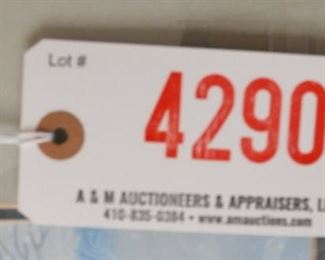 Lot #
4290
A & M AUCTIONEERS & APPRAISERS, L
410-835-0384 • www.amauctions.com